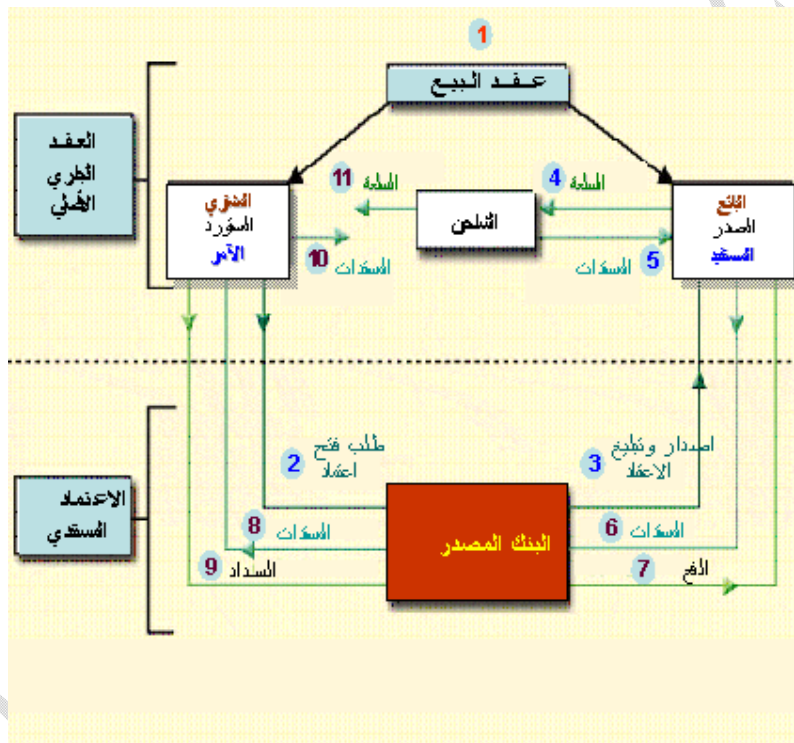 1
عقد البيع
العقد
الأصلي
المشتري
المستورد
الآمر
11
السلعة
الشاحن
4
السلعة
البائع
المصدر
المستفيد
10
المستندات
المستندات
5
2
طلب فتح
اعتماد
اصدار وتبليغ
3
الاعتماد
الاعتماد
المستندي
البنك المصدر
8
المستندات
6
المستندات
9
السداد
7
الدفع